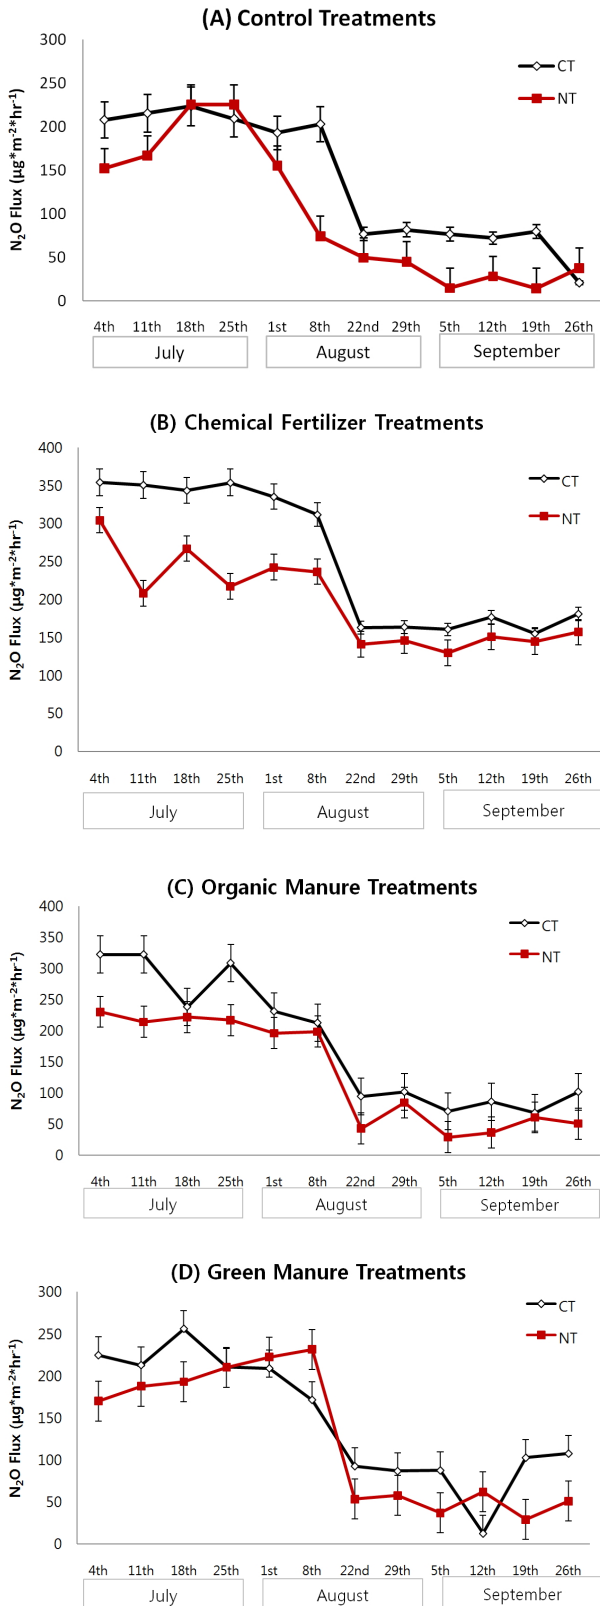 (A) Control Treatments
300
250
200
150
100
50
0
N₂O Flux (µg*m⁻²*hr⁻¹)
CT
NT
4th 11th 18th 25th 1st 8th 22nd 29th 5th 12th 19th 26th
July August September
(B) Chemical Fertilizer Treatments
400
350
300
250
200
150
100
50
0
N₂O Flux (µg*m⁻²*hr⁻¹)
CT
NT
4th 11th 18th 25th 1st 8th 22nd 29th 5th 12th 19th 26th
July August September
(C) Organic Manure Treatments
400
350
300
250
200
150
100
50
0
N₂O Flux (µg*m⁻²*hr⁻¹)
CT
NT
4th 11th 18th 25th 1st 8th 22nd 29th 5th 12th 19th 26th
July August September
(D) Green Manure Treatments
300
250
200
150
100
50
0
N₂O Flux (µg*m⁻²*hr⁻¹)
CT
NT
4th 11th 18th 25th 1st 8th 22nd 29th 5th 12th 19th 26th
July August September